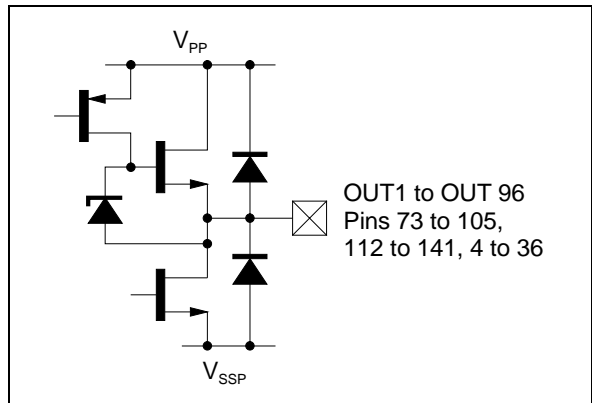 VPP
OUT1 to OUT 96
Pins 73 to 105,
112 to 141, 4 to 36
VSSP